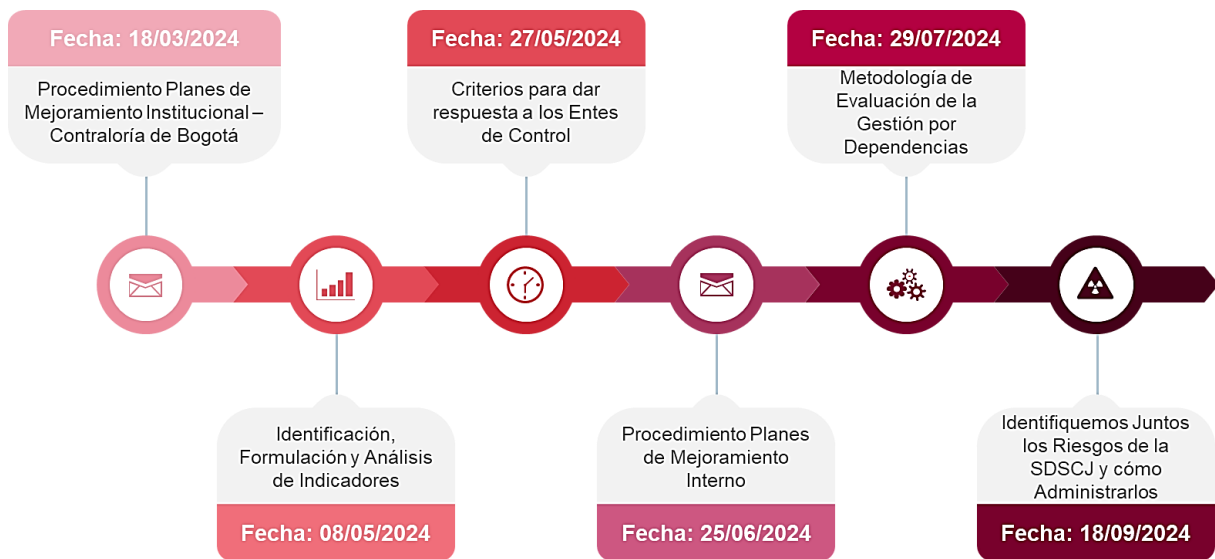 Fecha: 18/03/2024
Procedimiento Planes de
Mejoramiento Institucional –
Contraloría de Bogotá
Identificación,
Formulación y Análisis
de Indicadores
Fecha: 08/05/2024
Fecha: 27/05/2024
Criterios para dar
respuesta a los Entes
de Control
Procedimiento Planes
de Mejoramiento
Interno
Fecha: 25/06/2024
Fecha: 29/07/2024
Metodología de
Evaluación de la
Gestión por
Dependencias
Identifiquemos Juntos
los Riesgos de la
SDSCJ y cómo
Administrarlos
Fecha: 18/09/2024